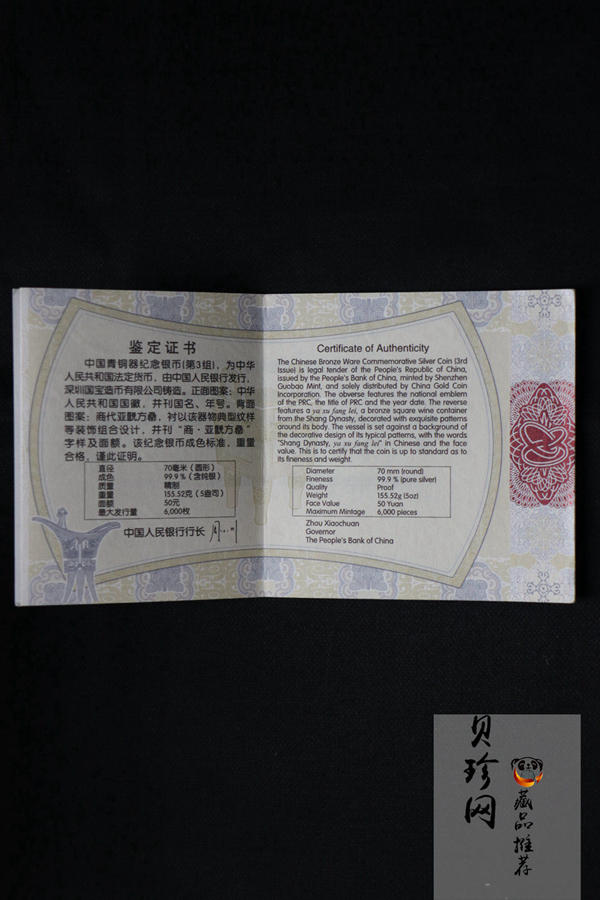 鉴定证书
中国青铜器纪念银币(第3组)，为中华
人民共和国法定货币，由中国人民银行发行，
深圳国宝造币有限公司铸造。正面图案：中华
人民共和国国徽，并刊国名、年号。背面
图案：商代亚䣄方罍，衬以该器物典型纹样
等装饰组合设计，并刊“商·亚䣄方罍”
字样及面额。该纪念银币成色标准，重量
合格，谨此证明。
直径 70毫米（圆形）
成色 99.9％（含纯银）
质量 精制
重量 155.52克（5盎司）
面额 50元
最大发行量 6,000枚
中国人民银行行长
Certificate of Authenticity
The Chinese Bronze Ware Commemorative Silver Coin (3rd
Issue) is legal tender of the People's Republic of China,
issued by the People's Bank of China, minted by Shenzhen
Guobao Mint, and solely distributed by China Gold Coin
Incorporation. The obverse features the national emblem
of the PRC, the title of PRC and the year date. The reverse
features a ya xu fang lei, a bronze square wine container
from the Shang Dynasty, decorated with exquisite patterns
around its body. The vessel is set against a background of
the decorative design of its typical patterns, with the words
"Shang Dynasty, ya xu fang lei" in Chinese and the face
value. This is to certify that the coin is up to standard as to
its fineness and weight.
Diameter 70 mm (round)
Fineness 99.9 % (pure silver)
Quality Proof
Weight 155.52g (5oz)
Face Value 50 Yuan
Maximum Mintage 6,000 pieces
Zhou Xiaochuan
Governor
The People's Bank of China
贝珍网
藏品推荐